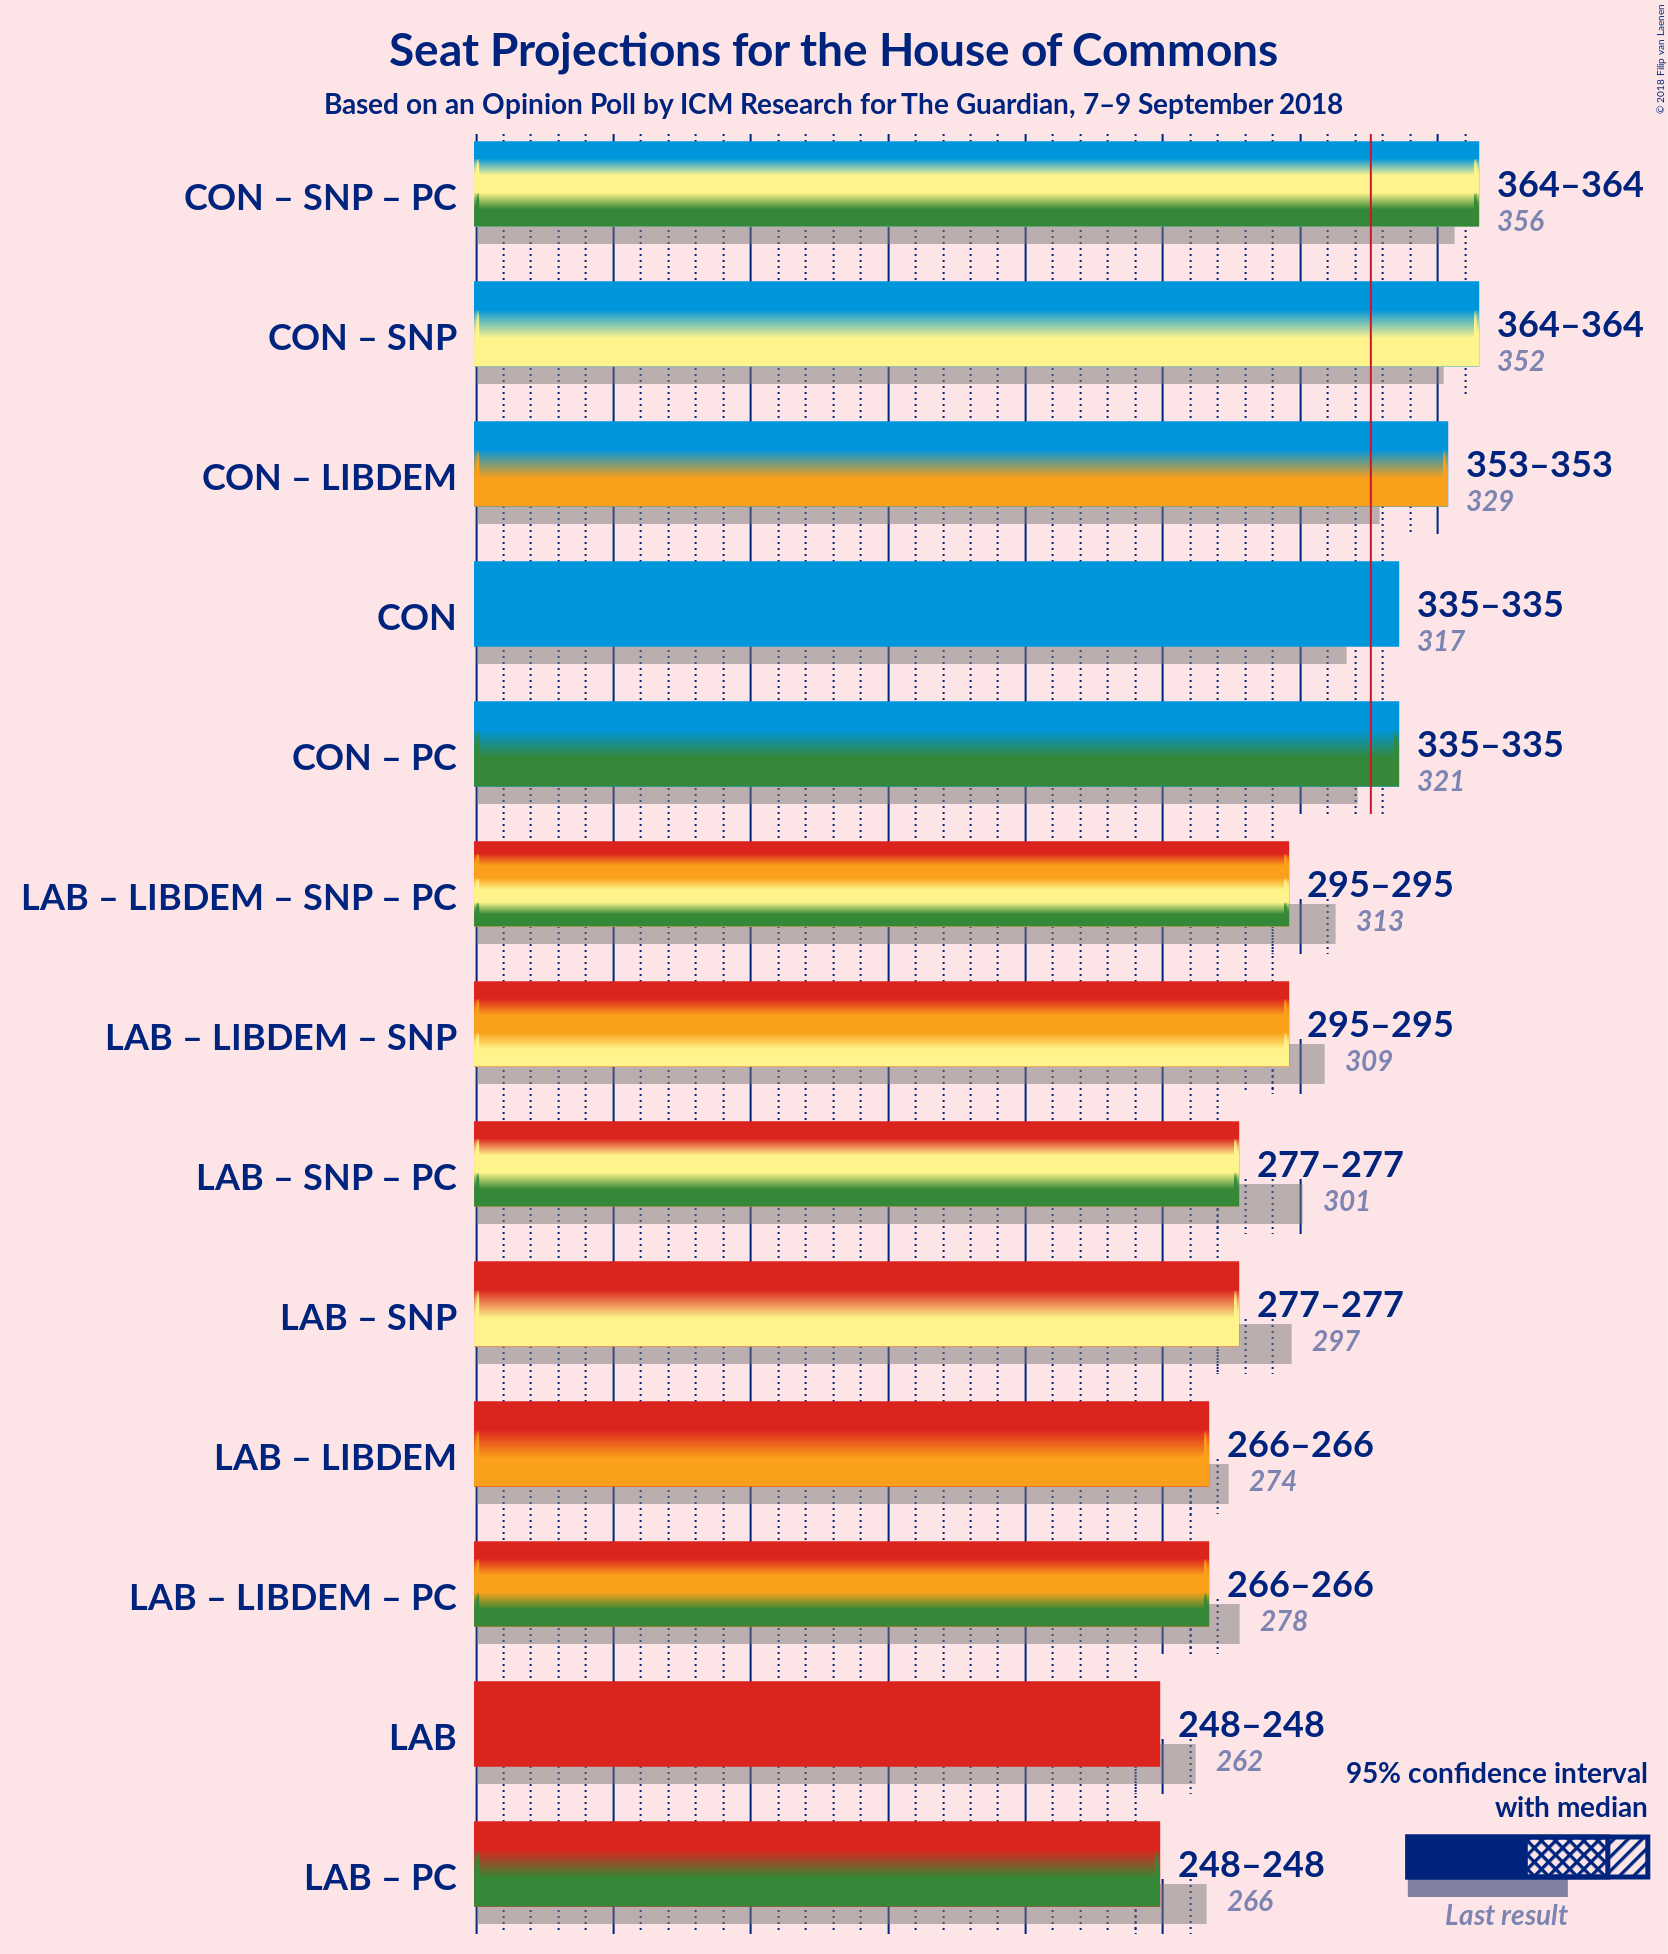 Seat Projections for the House of Commons
Based on an Opinion Poll by ICM Research for The Guardian, 7–9 September 2018
© 2018 Filip van Laenen
CON – SNP – PC
364–364
356
CON – SNP
364–364
352
CON – LIBDEM
353–353
329
CON
335–335
317
CON – PC
335–335
321
LAB – LIBDEM – SNP – PC
295–295
313
LAB – LIBDEM – SNP
295–295
309
LAB – SNP – PC
277–277
301
LAB – SNP
277–277
297
LAB – LIBDEM
266–266
274
LAB – LIBDEM – PC
266–266
278
LAB
248–248
262
LAB – PC
248–248
266
95% confidence interval
with median
Last result